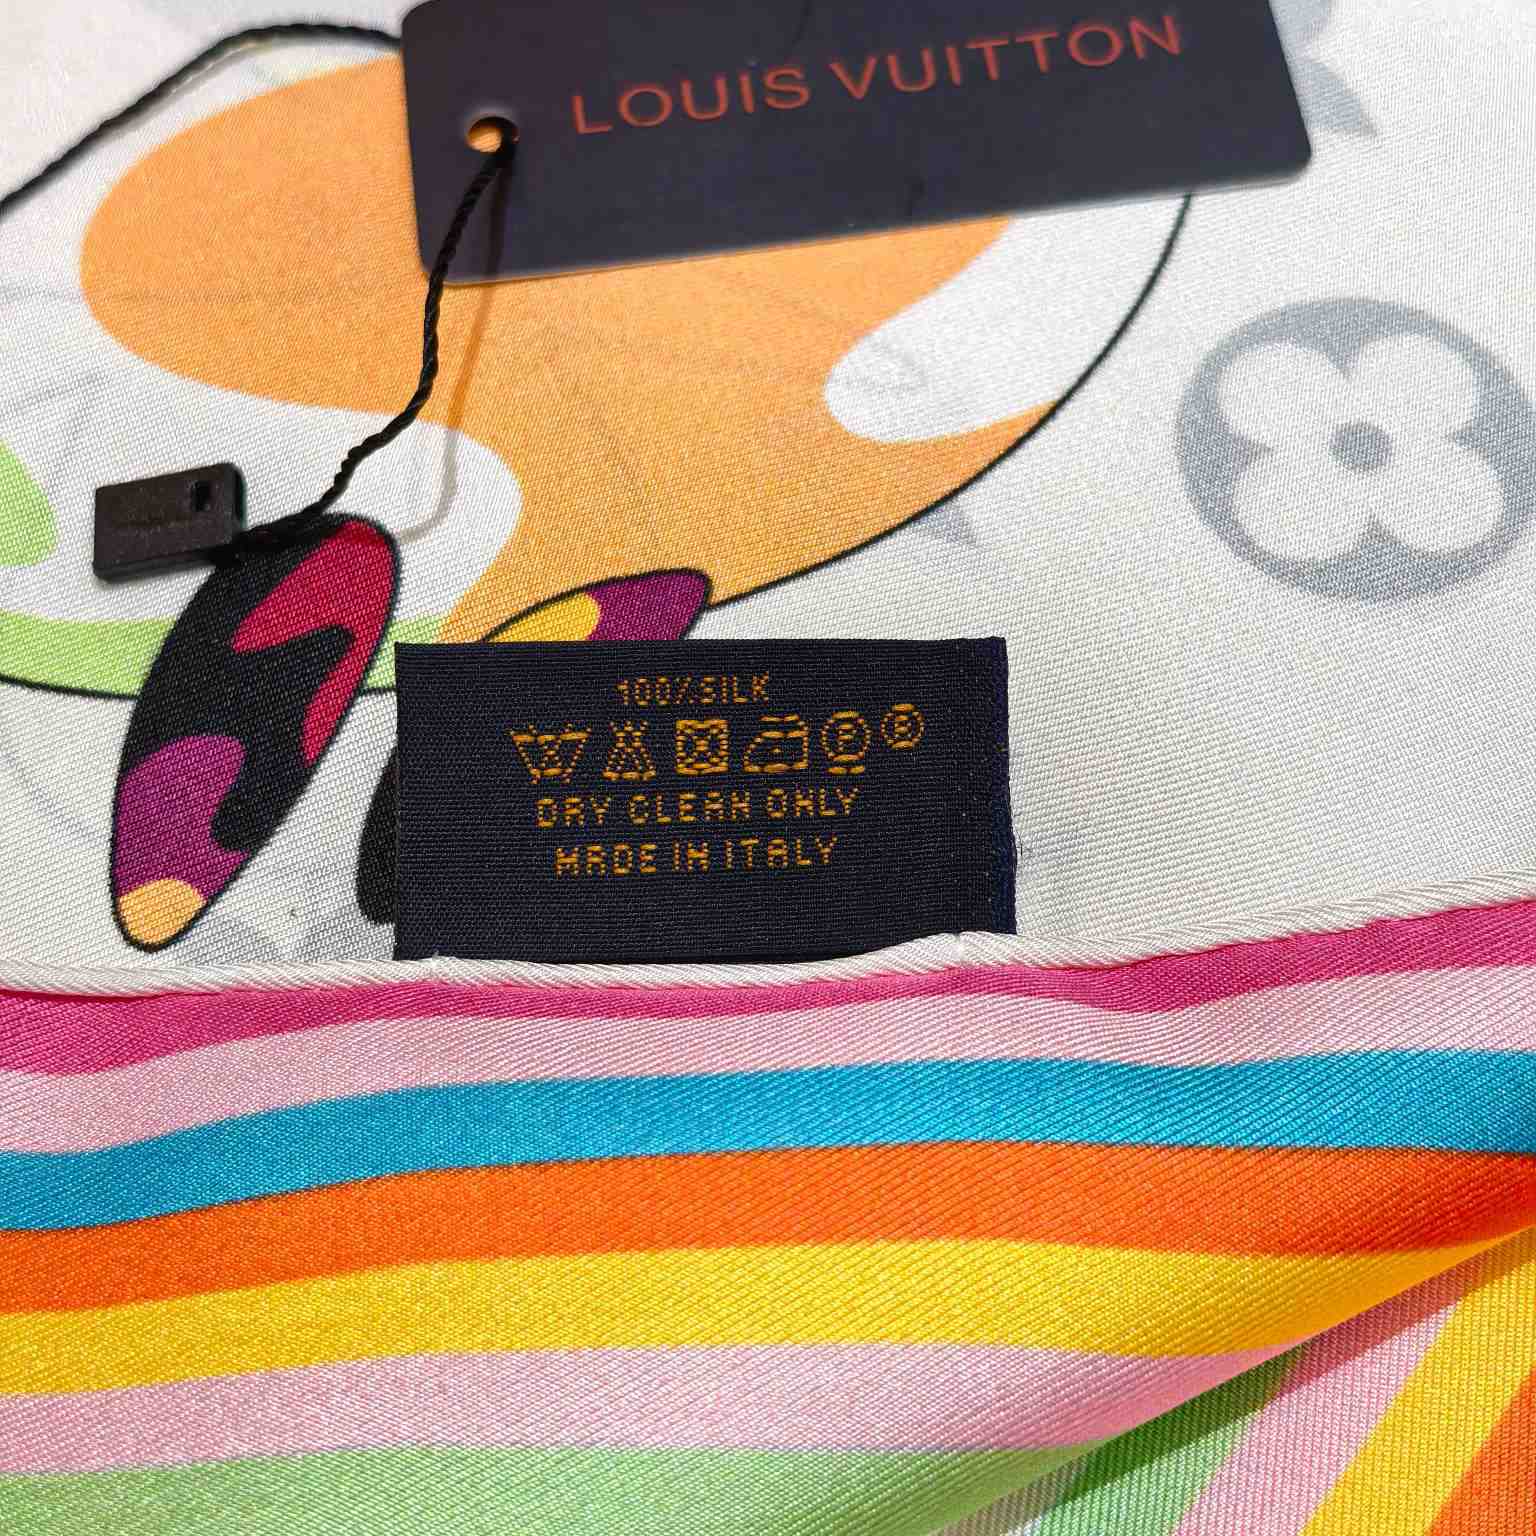 LOUIS VUITTON
100% SILK
P P
DRY CLEAN ONLY
MADE IN ITALY